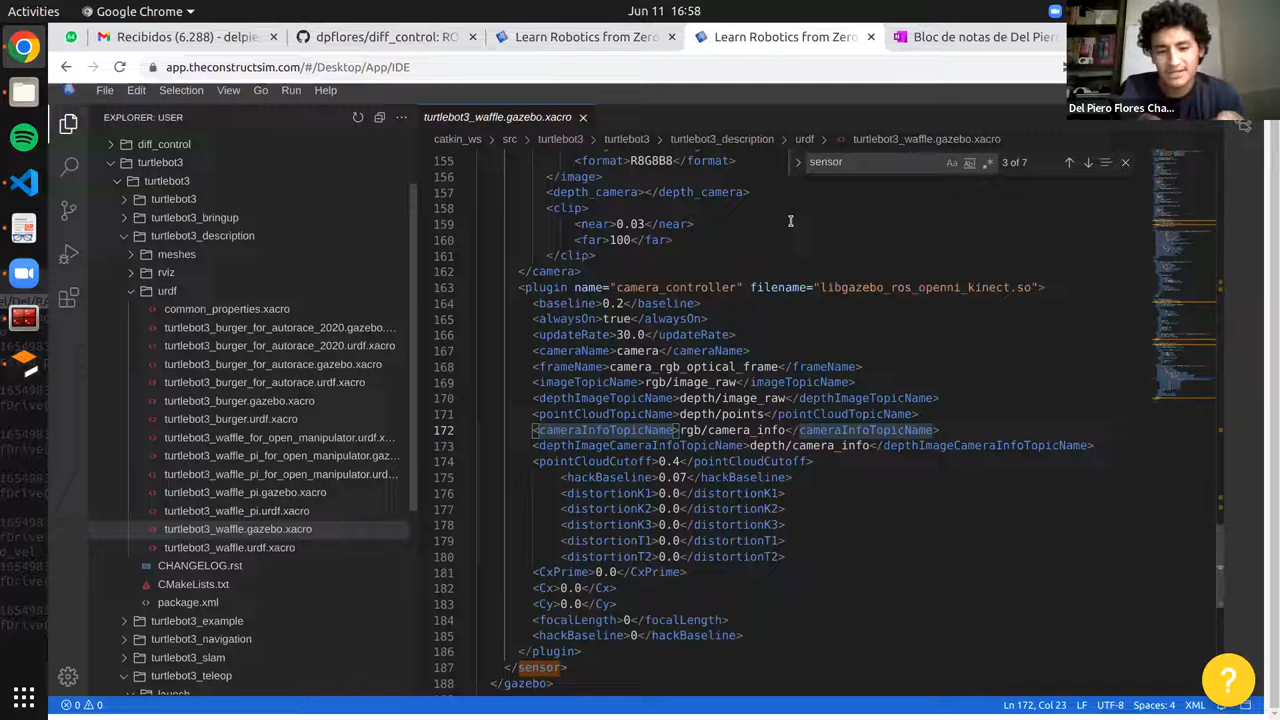 Activities
Google Chrome
Jun 11 16:58
Recibidos (6.288) - delpie
dpflores/diff_control: RO
Learn Robotics from Zero
Learn Robotics from Zero
Bloc de notas de Del Pier
app.theconstructsim.com/#/Desktop/App/IDE
Del Piero Flores Cha...
File Edit Selection View Go Run Help
EXPLORER: USER
turtlebot3_waffle.gazebo.xacro
catkin_ws > src > turtlebot3 > turtlebot3 > turtlebot3_description > urdf > turtlebot3_waffle.gazebo.xacro
sensor
Aa Abl
3 of 7
diff_control
turtlebot3
turtlebot3
turtlebot3
turtlebot3_bringup
turtlebot3_description
meshes
rviz
urdf
common_properties.xacro
turtlebot3_burger_for_autorace_2020.gazebo....
turtlebot3_burger_for_autorace_2020.urdf.xacro
turtlebot3_burger_for_autorace.gazebo.xacro
turtlebot3_burger_for_autorace.urdf.xacro
turtlebot3_burger.gazebo.xacro
turtlebot3_burger.urdf.xacro
turtlebot3_waffle_for_open_manipulator.urdf.xacro
turtlebot3_waffle_pi_for_open_manipulator.gaz...
turtlebot3_waffle_pi_for_open_manipulator.urd...
turtlebot3_waffle_pi.gazebo.xacro
turtlebot3_waffle_pi.urdf.xacro
turtlebot3_waffle.gazebo.xacro
turtlebot3_waffle.urdf.xacro
CHANGELOG.rst
CMakeLists.txt
package.xml
turtlebot3_example
turtlebot3_navigation
turtlebot3_slam
turtlebot3_teleop
launch
155 <format>R8G8B8</format>
156 </image>
157 <depth_camera></depth_camera>
158 <clip>
159 <near>0.4</near>
160 <far>100</far>
161 </clip>
162 </camera>
163 <plugin name="camera_controller" filename="libgazebo_ros_openni_kinect.so">
164 <baseline>0.2</baseline>
165 <alwaysOn>true</alwaysOn>
166 <updateRate>30.0</updateRate>
167 <cameraName>camera</cameraName>
168 <frameName>camera_rgb_optical_frame</frameName>
169 <imageTopicName>rgb/image_raw</imageTopicName>
170 <depthImageTopicName>depth/image_raw</depthImageTopicName>
171 <pointCloudTopicName>depth/points</pointCloudTopicName>
172 <cameraInfoTopicName>rgb/camera_info</cameraInfoTopicName>
173 <depthImageCameraInfoTopicName>depth/camera_info</depthImageCameraInfoTopicName>
174 <pointCloudCutoff>0.4</pointCloudCutoff>
175 <hackBaseline>0.07</hackBaseline>
176 <distortionK1>0.0</distortionK1>
177 <distortionK2>0.0</distortionK2>
178 <distortionK3>0.0</distortionK3>
179 <distortionT1>0.0</distortionT1>
180 <distortionT2>0.0</distortionT2>
181 <CxPrime>0.0</CxPrime>
182 <Cx>0.0</Cx>
183 <Cy>0.0</Cy>
184 <focalLength>0</focalLength>
185 <hackBaseline>0</hackBaseline>
186 </plugin>
187 </sensor>
188 </gazebo>
0 0
Ln 172, Col 23 LF UTF-8 Spaces: 4 XML
?